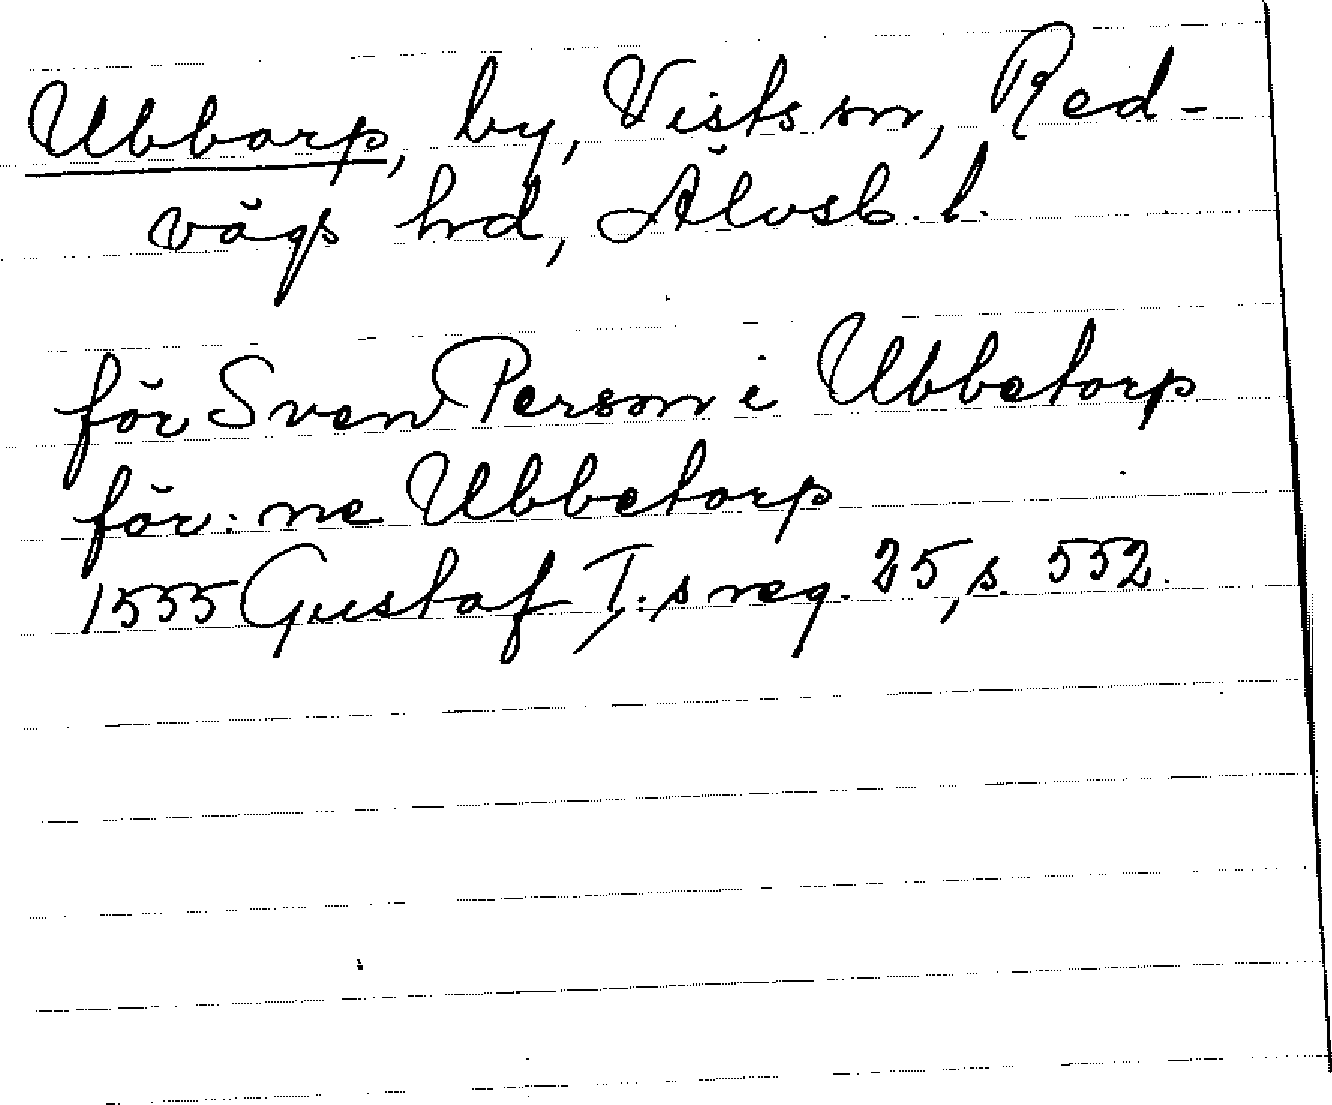 Ubbarp, by, Vists sn, Red-
vägs hd, Älvsb. l.
för Sven Person i Ubbetorp
för:ne Ubbetorp
1555 Gustaf I:s reg. 25, s. 552.